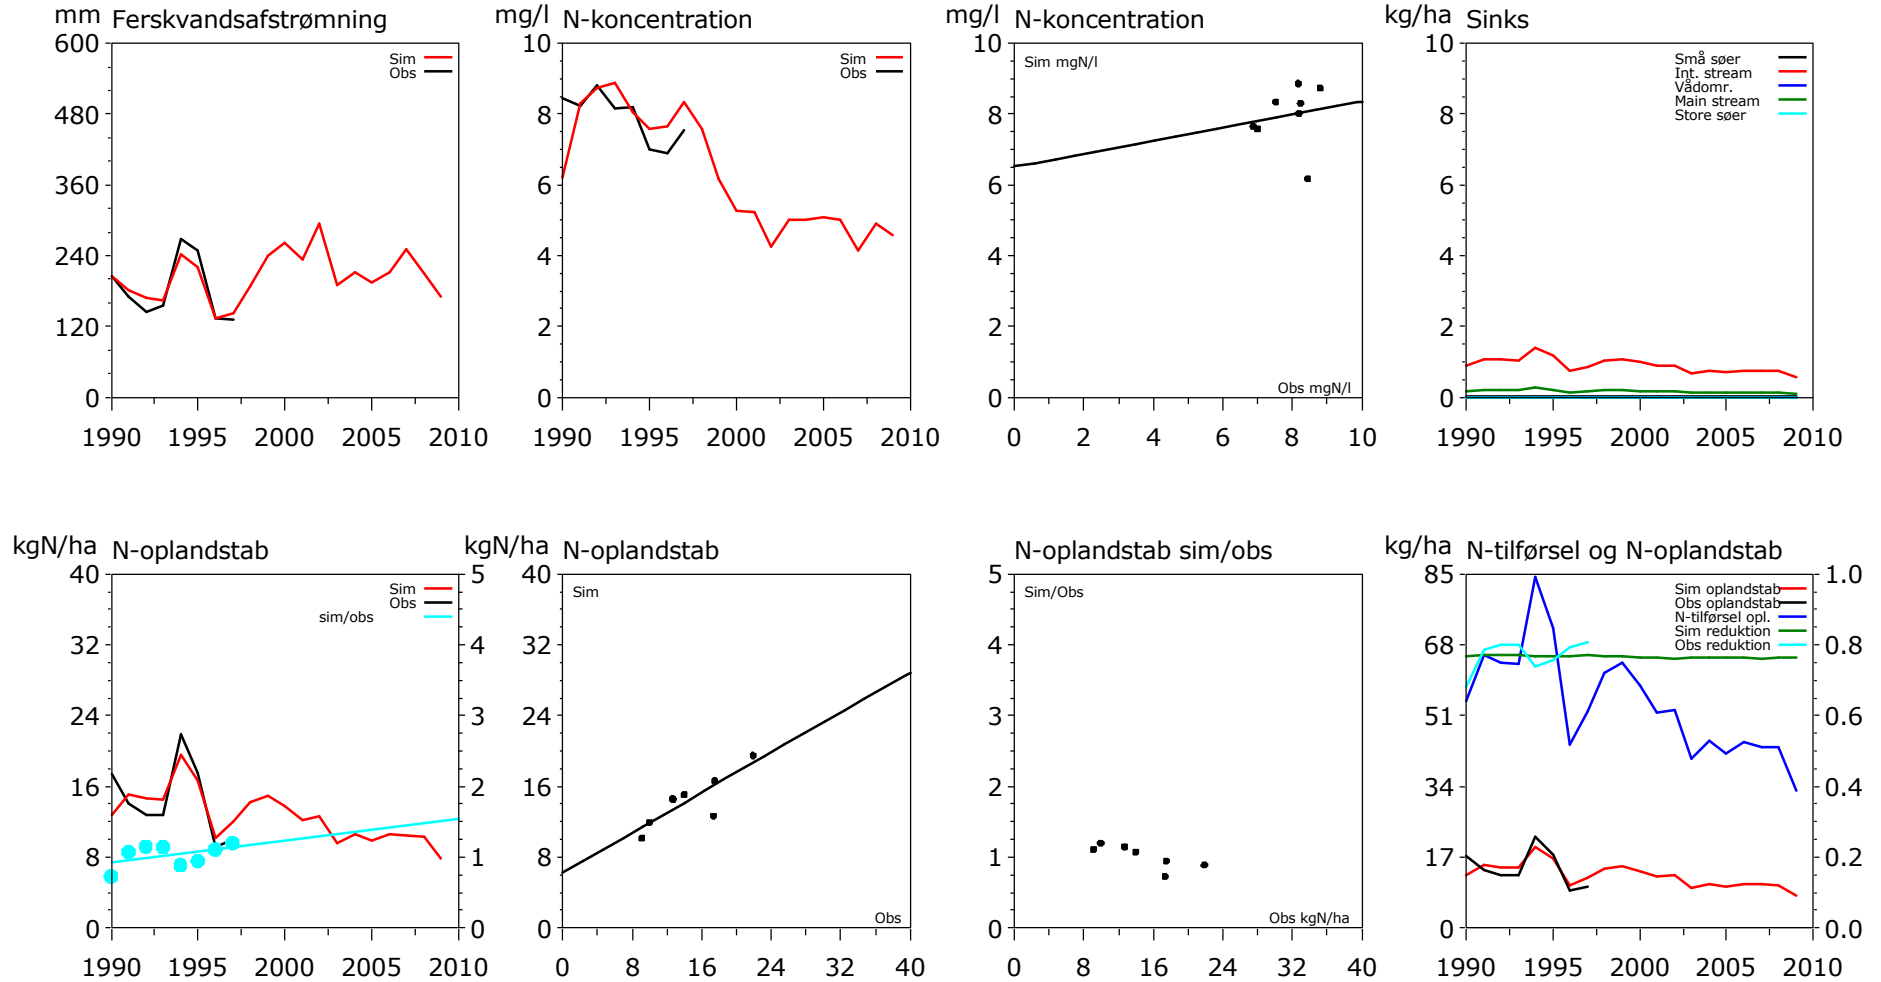 mm Ferskvandsafstrømning
600
480
360
240
120
0
1990 1995 2000 2005 2010
Sim
Obs
mg/l N-koncentration
10
8
6
4
2
0
1990 1995 2000 2005 2010
Sim
Obs
mg/l N-koncentration
10
8
6
4
2
0
0 2 4 6 8 10
Sim mgN/l
Obs mgN/l
kg/ha Sinks
10
8
6
4
2
0
1990 1995 2000 2005 2010
Små søer
Int. stream
Vådomr.
Main stream
Store søer
kgN/ha N-oplandstab
40
32
24
16
8
0
5
4
3
2
1
0
1990 1995 2000 2005 2010
Sim
Obs
sim/obs
kgN/ha N-oplandstab
40
32
24
16
8
0
0 8 16 24 32 40
Sim
Obs
N-oplandstab sim/obs
5
4
3
2
1
0
0 8 16 24 32 40
Sim/Obs
Obs kgN/ha
kg/ha N-tilførsel og N-oplandstab
85
68
51
34
17
0
1.0
0.8
0.6
0.4
0.2
0.0
1990 1995 2000 2005 2010
Sim oplandstab
Obs oplandstab
N-tilførsel opl.
Sim reduktion
Obs reduktion